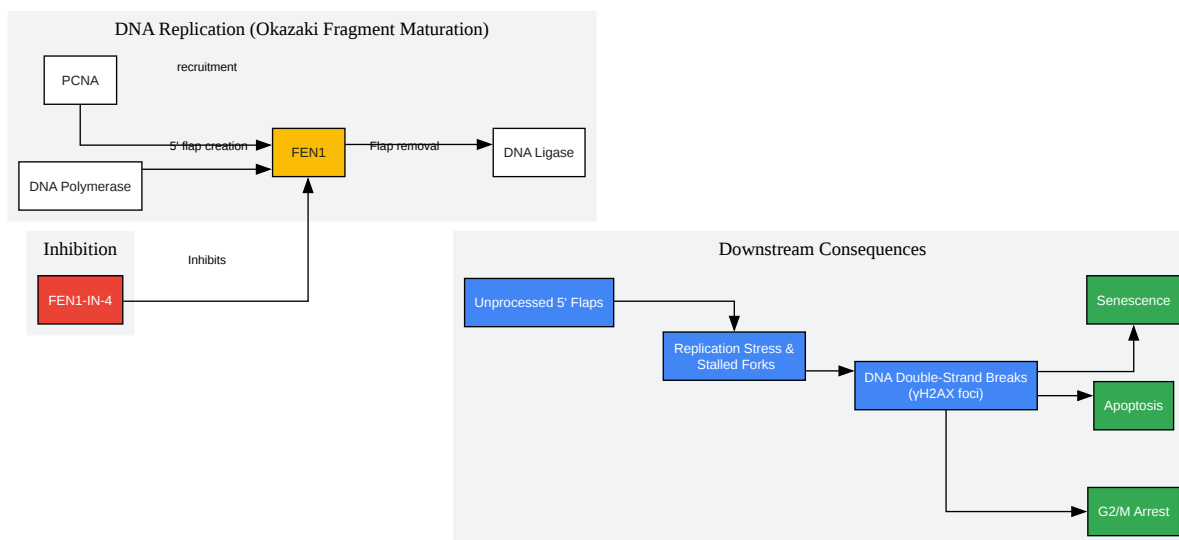 DNA Replication (Okazaki Fragment Maturation)
PCNA
recruitment
5' flap creation
FEN1
Flap removal
DNA Ligase
DNA Polymerase
Inhibition
Inhibits
FEN1-IN-4
Downstream Consequences
Unprocessed 5' Flaps
Senescence
Replication Stress &
Stalled Forks
DNA Double-Strand Breaks
(γH2AX foci)
Apoptosis
G2/M Arrest